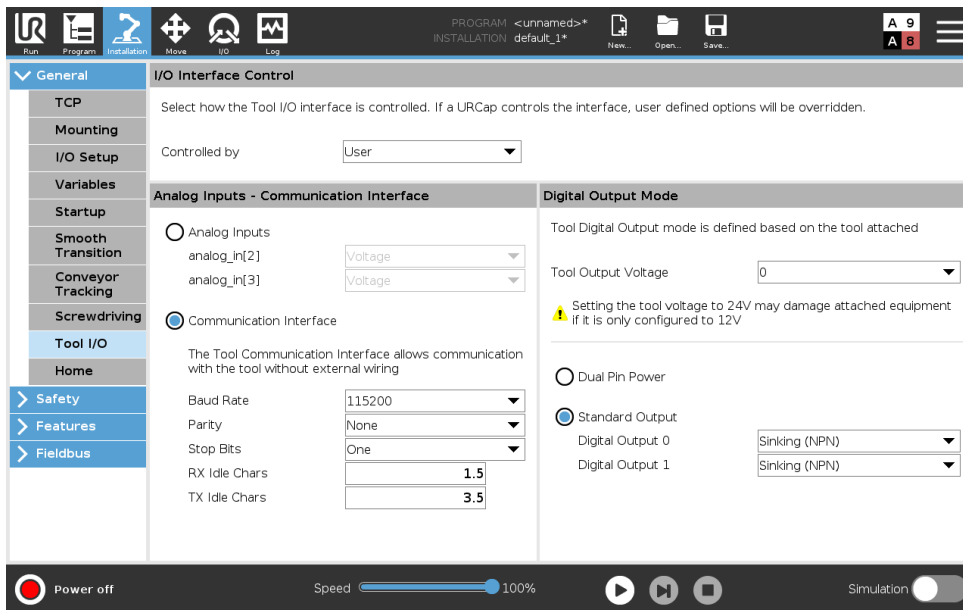 PROGRAM <unnamed>*
INSTALLATION default_1*
UR
Run
Program
Installation
Move
I/O
Log
New...
Open...
Save...
A 9
A 8
General
TCP
Mounting
I/O Setup
Variables
Startup
Smooth
Transition
Conveyor
Tracking
Screwdriving
Tool I/O
Home
Safety
Features
Fieldbus
I/O Interface Control
Select how the Tool I/O interface is controlled. If a URCap controls the interface, user defined options will be overridden.
Controlled by User
Analog Inputs - Communication Interface
Analog Inputs
analog_in[2] Voltage
analog_in[3] Voltage
Communication Interface
The Tool Communication Interface allows communication
with the tool without external wiring
Baud Rate 115200
Parity None
Stop Bits One
RX Idle Chars 1.5
TX Idle Chars 3.5
Digital Output Mode
Tool Digital Output mode is defined based on the tool attached
Tool Output Voltage 0
Setting the tool voltage to 24V may damage attached equipment
if it is only configured to 12V
Dual Pin Power
Standard Output
Digital Output 0 Sinking (NPN)
Digital Output 1 Sinking (NPN)
Power off
Speed 100%
Simulation